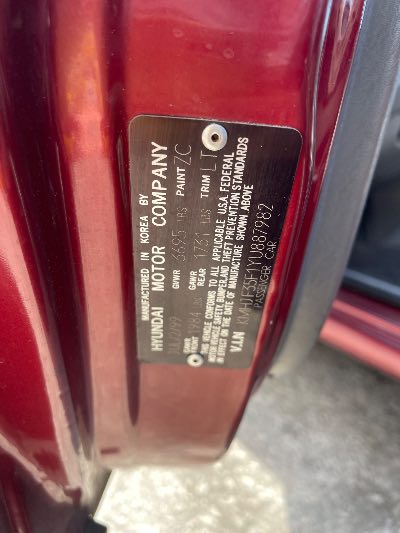 MANUFACTURED IN KOREA BY
HYUNDAI MOTOR COMPANY
GVWR 3695 LBS PAINT ZC
GAWR FRONT 1984 LBS GAWR REAR 1731 LBS TRIM LT
THIS VEHICLE CONFORMS TO ALL APPLICABLE U.S.A. FEDERAL
MOTOR VEHICLE SAFETY, BUMPER, AND THEFT PREVENTION STANDARDS
IN EFFECT ON THE DATE OF MANUFACTURE SHOWN ABOVE
V.I.N KMHJF35F1YU887982
PASSENGER CAR